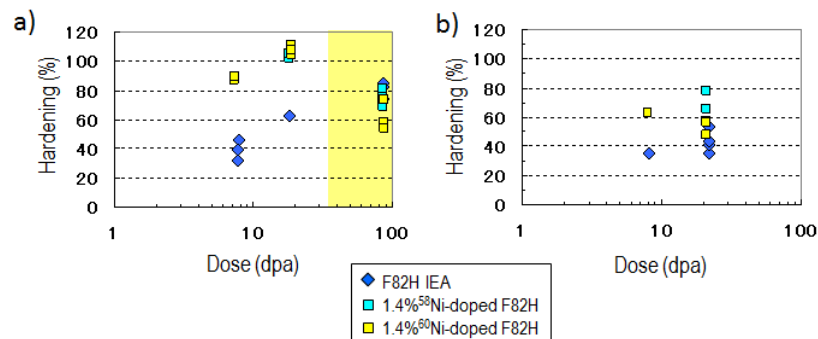 a)
120
100
80
60
40
20
0
Hardening (%)
1
10
100
Dose (dpa)
b)
120
100
80
60
40
20
0
Hardening (%)
1
10
100
Dose (dpa)
F82H IEA
1.4%⁵⁸Ni-doped F82H
1.4%⁶⁰Ni-doped F82H